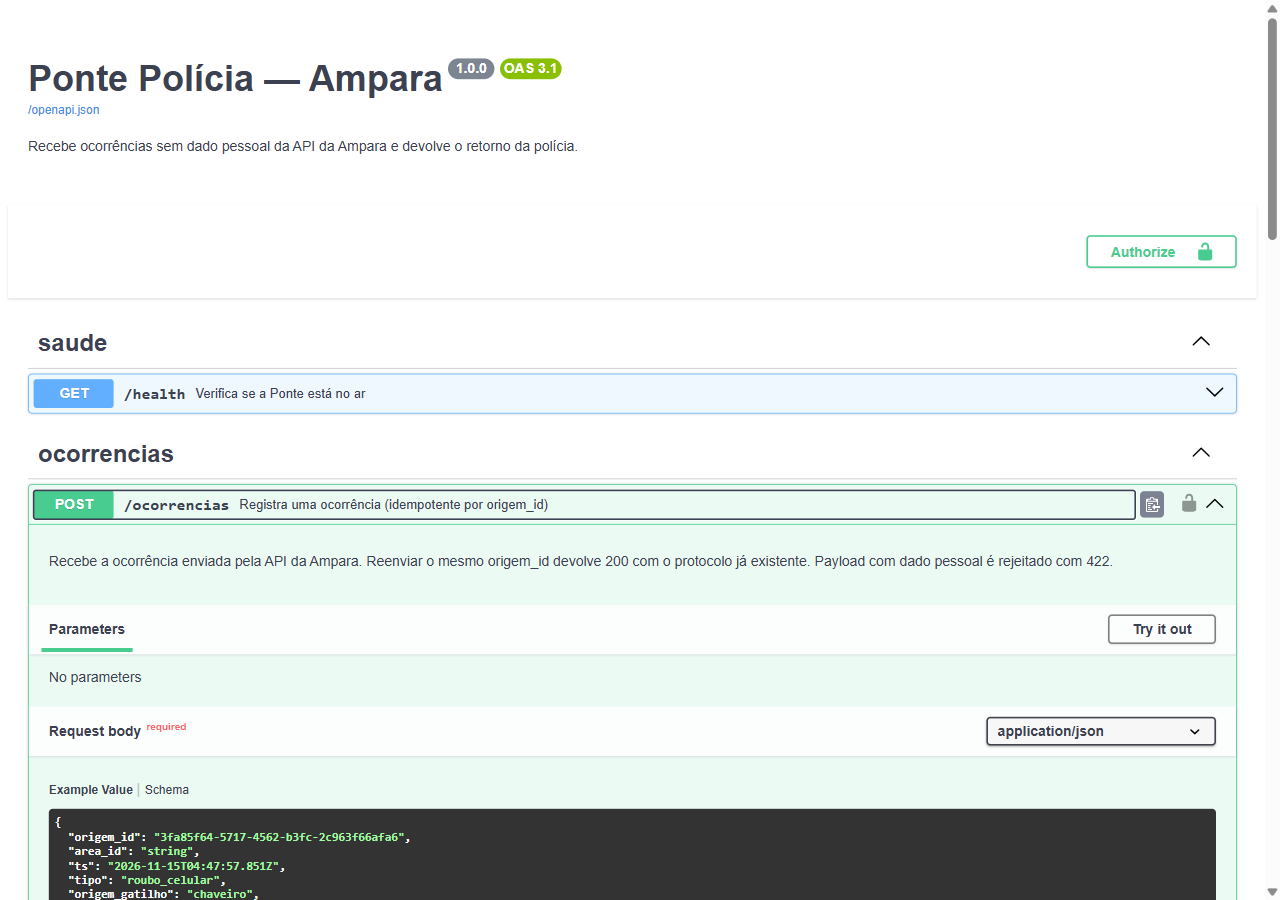 Ponte Polícia — Ampara 1.0.0 OAS 3.1
/openapi.json
Recebe ocorrências sem dado pessoal da API da Ampara e devolve o retorno da polícia.
Authorize
saude
GET /health Verifica se a Ponte está no ar
ocorrencias
POST /ocorrencias Registra uma ocorrência (idempotente por origem_id)
Recebe a ocorrência enviada pela API da Ampara. Reenviar o mesmo origem_id devolve 200 com o protocolo já existente. Payload com dado pessoal é rejeitado com 422.
Parameters Try it out
No parameters
Request body required application/json
Example Value Schema
{
"origem_id": "3fa85f64-5717-4562-b3fc-2c963f66afa6",
"area_id": "string",
"ts": "2026-11-15T04:47:57.851Z",
"tipo": "roubo_celular",
"origem_gatilho": "chaveiro",